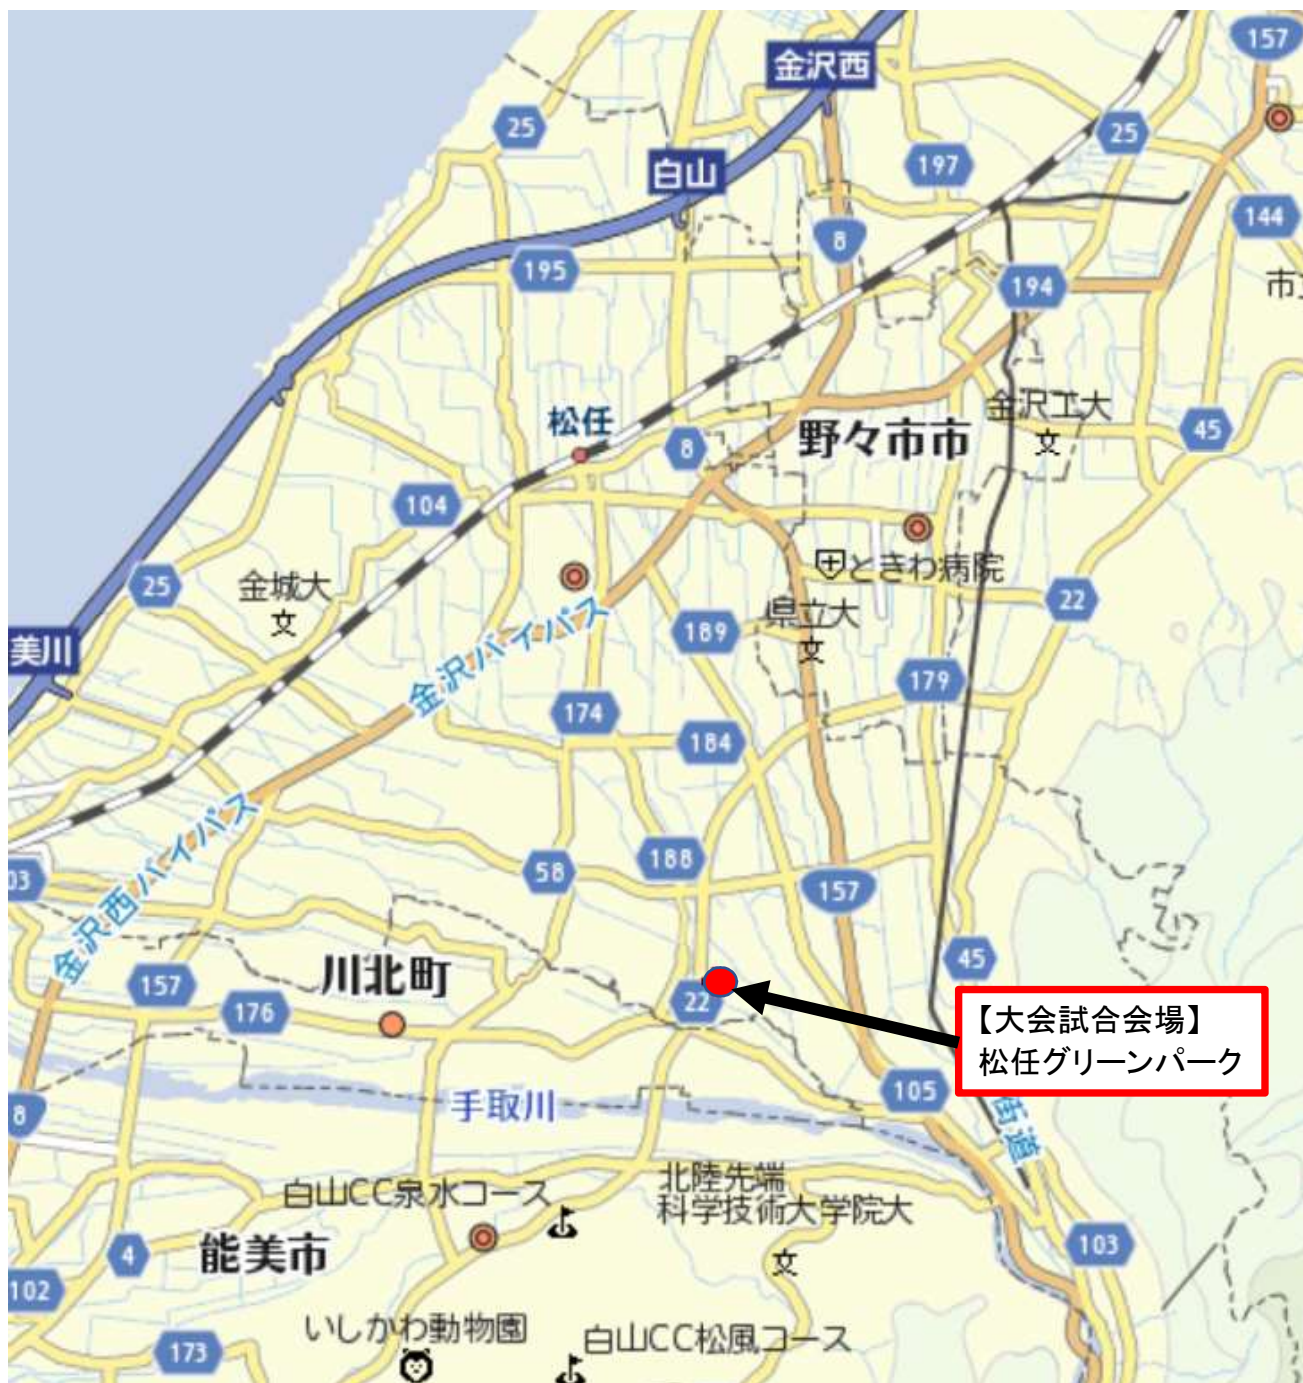 157
金沢西
25
25
197
白山
144
8
195
194
市
金沢工大
松任
45
8
野々市市
104
ときわ病院
金城大
25
22
県立大
金沢バイパス
189
美川
179
174
184
金沢西バイパス
188
58
03
157
川北町
45
157
22
176
【大会試合会場】
松任グリーンパーク
105
手取川
8
街道
北陸先端
科学技術大学院大
白山CC泉水コース
能美市
4
103
102
いしかわ動物園
白山CC松風コース
173